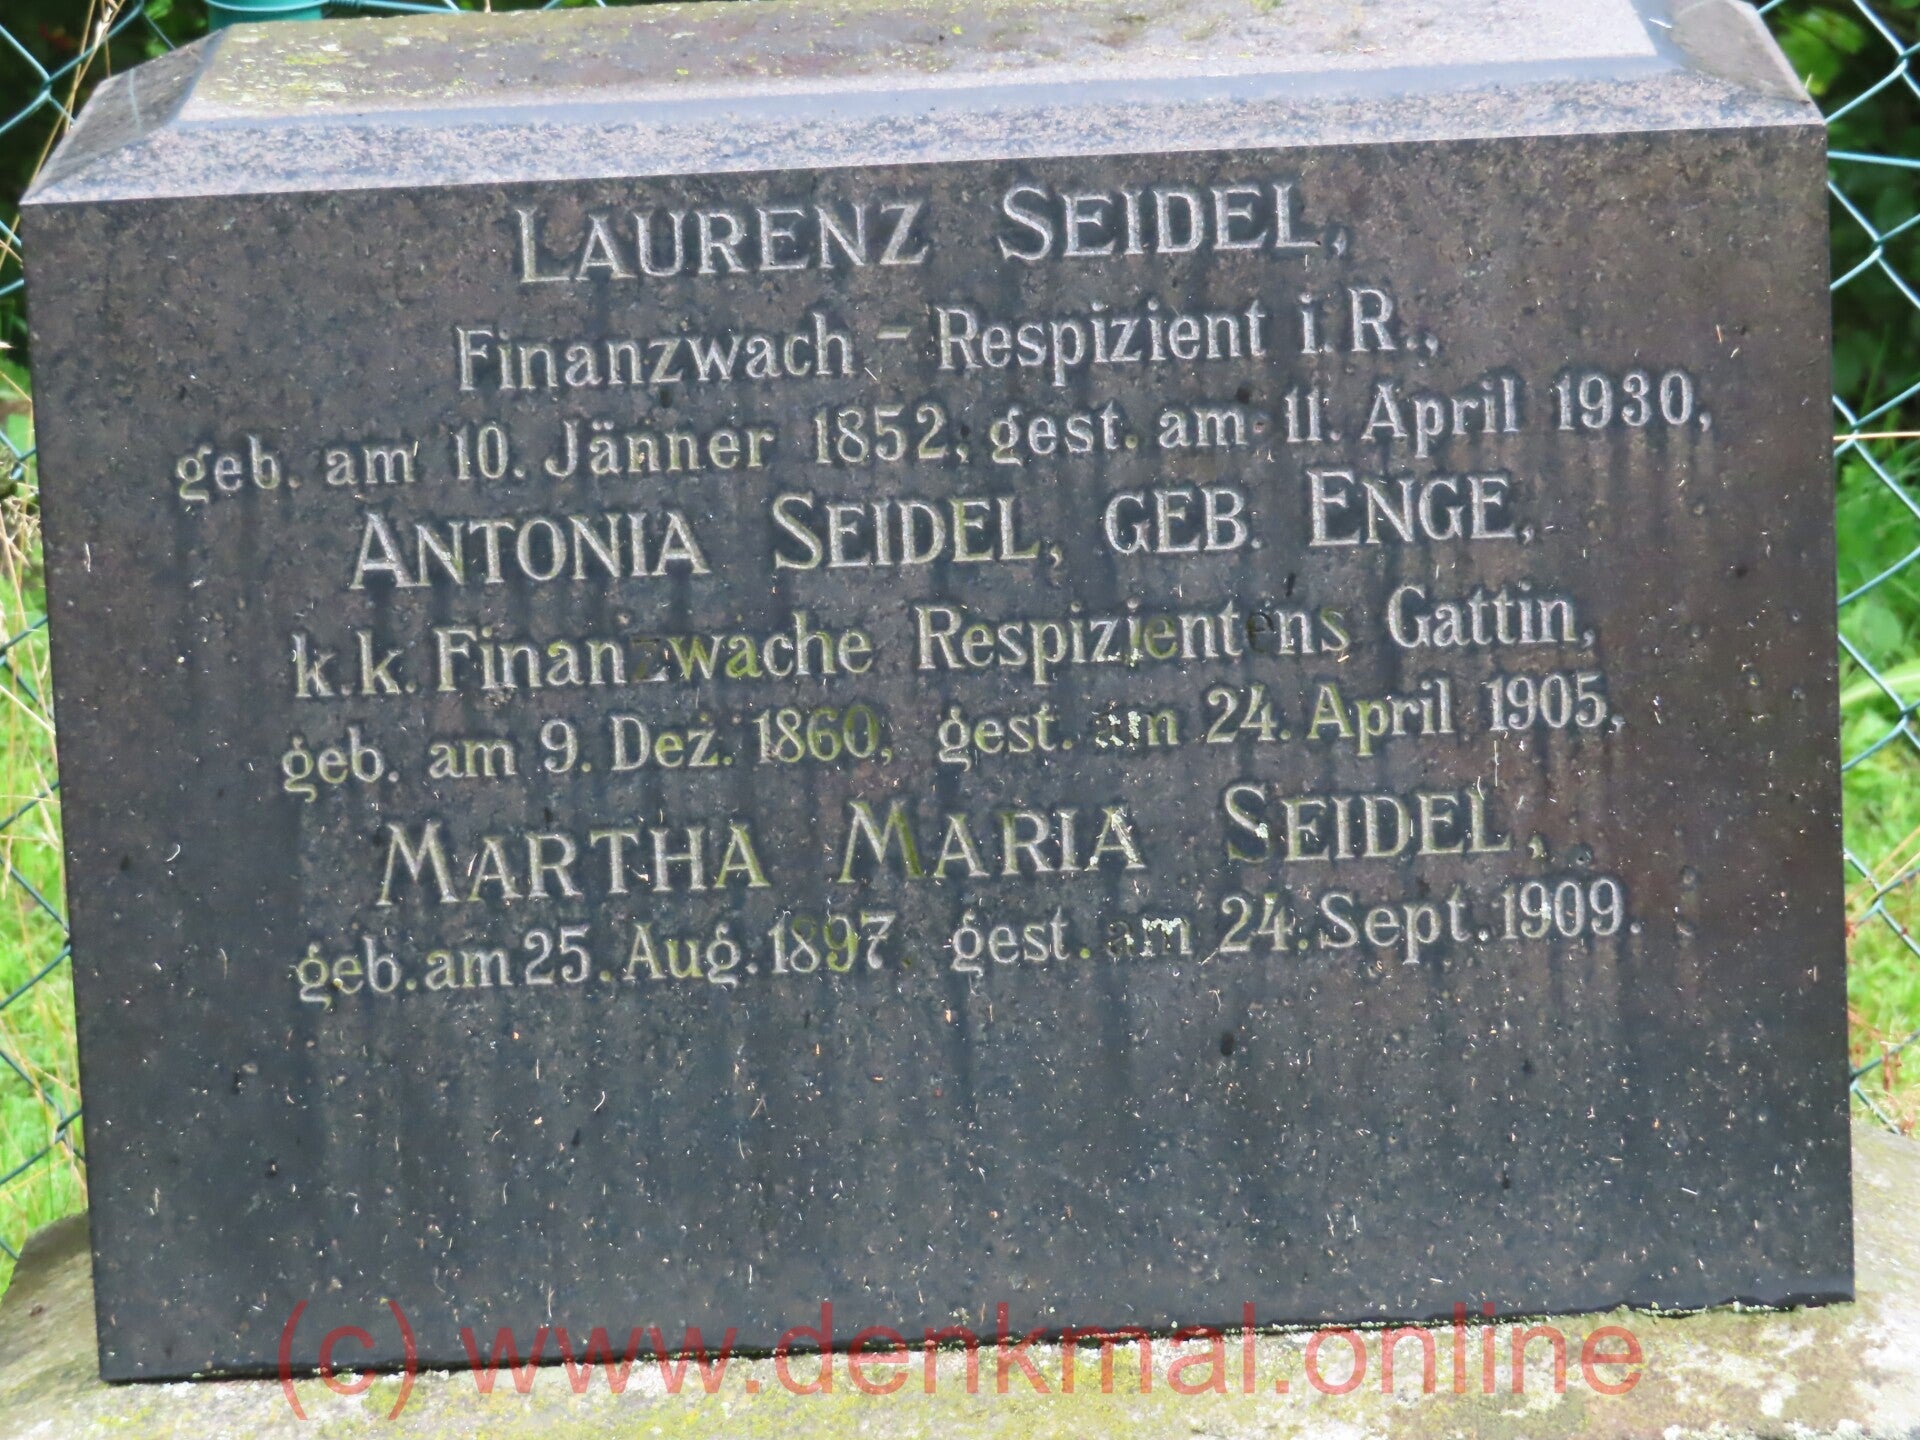 LAURENZ SEIDEL,
Finanzwach - Respizient i. R.,
geb. am 10. Jänner 1852, gest. am 11. April 1930,
ANTONIA SEIDEL, GEB. ENGE,
k. k. Finanzwache Respizientens Gattin,
geb. am 9. Dez. 1860, gest. am 24. April 1905,
MARTHA MARIA SEIDEL,
geb. am 25. Aug. 1897, gest. am 24. Sept. 1909.
(c) www.denkmal.online